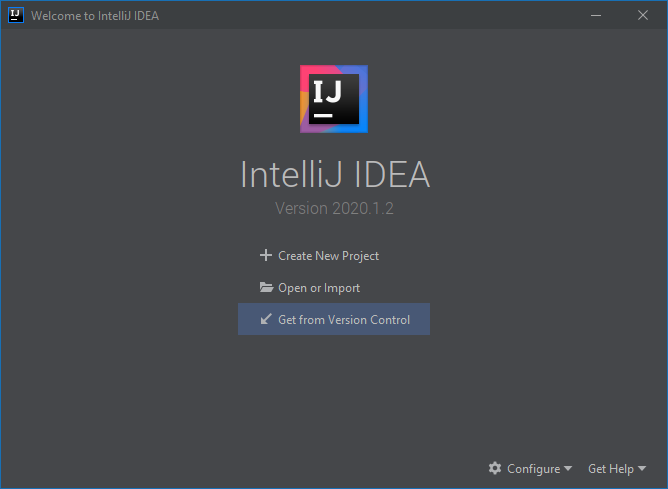 Welcome to IntelliJ IDEA
IJ
IntelliJ IDEA
Version 2020.1.2
Create New Project
Open or Import
Get from Version Control
Configure Get Help